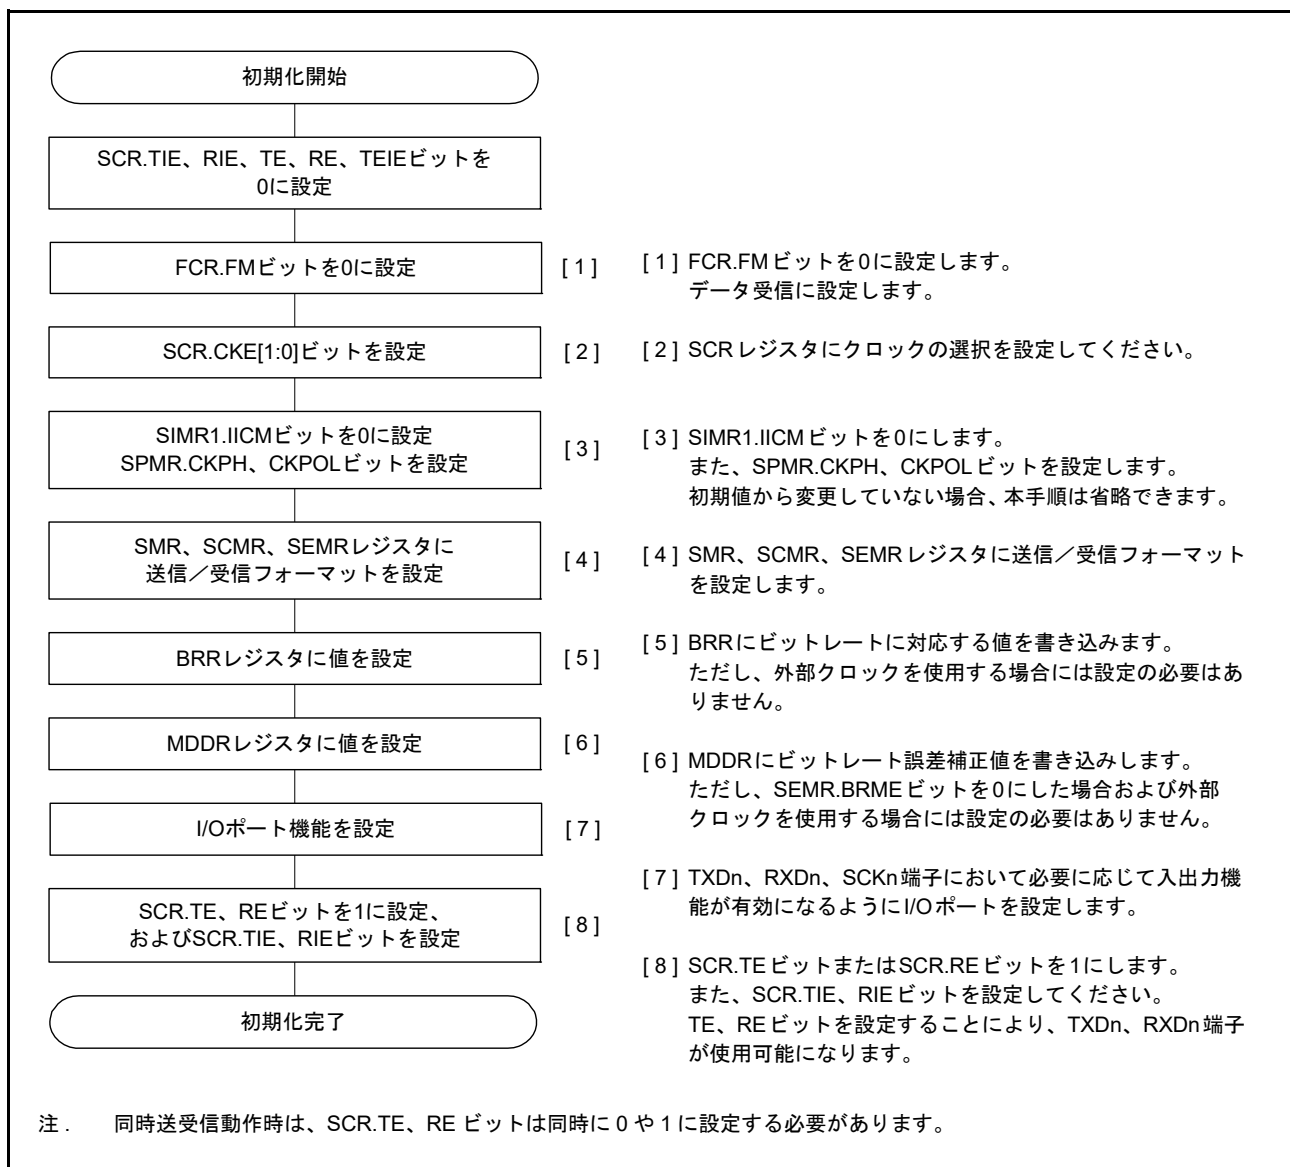 初期化開始
SCR.TIE、RIE、TE、RE、TEIEビットを
0に設定
FCR.FMビットを0に設定
[ 1 ]
SCR.CKE[1:0]ビットを設定
[ 2 ]
SIMR1.IICMビットを0に設定
SPMR.CKPH、CKPOLビットを設定
[ 3 ]
SMR、SCMR、SEMRレジスタに
送信／受信フォーマットを設定
[ 4 ]
BRRレジスタに値を設定
[ 5 ]
MDDRレジスタに値を設定
[ 6 ]
I/Oポート機能を設定
[ 7 ]
SCR.TE、REビットを1に設定、
およびSCR.TIE、RIEビットを設定
[ 8 ]
初期化完了
[ 1 ] FCR.FMビットを0に設定します。
データ受信に設定します。
[ 2 ] SCRレジスタにクロックの選択を設定してください。
[ 3 ] SIMR1.IICMビットを0にします。
また、SPMR.CKPH、CKPOLビットを設定します。
初期値から変更していない場合、本手順は省略できます。
[ 4 ] SMR、SCMR、SEMRレジスタに送信／受信フォーマット
を設定します。
[ 5 ] BRRにビットレートに対応する値を書き込みます。
ただし、外部クロックを使用する場合には設定の必要はあ
りません。
[ 6 ] MDDRにビットレート誤差補正値を書き込みします。
ただし、SEMR.BRMEビットを0にした場合および外部
クロックを使用する場合には設定の必要はありません。
[ 7 ] TXDn、RXDn、SCKn端子において必要に応じて入出力機
能が有効になるようにI/Oポートを設定します。
[ 8 ] SCR.TEビットまたはSCR.REビットを1にします。
また、SCR.TIE、RIEビットを設定してください。
TE、REビットを設定することにより、TXDn、RXDn端子
が使用可能になります。
注 . 同時送受信動作時は、SCR.TE、RE ビットは同時に 0 や 1 に設定する必要があります。